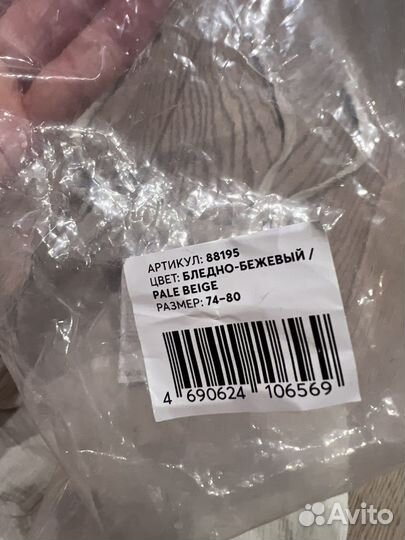 АРТИКУЛ: 88195
ЦВЕТ: БЛЕДНО-БЕЖЕВЫЙ /
PALE BEIGE
РАЗМЕР: 74-80
4 690624 106569
Avito